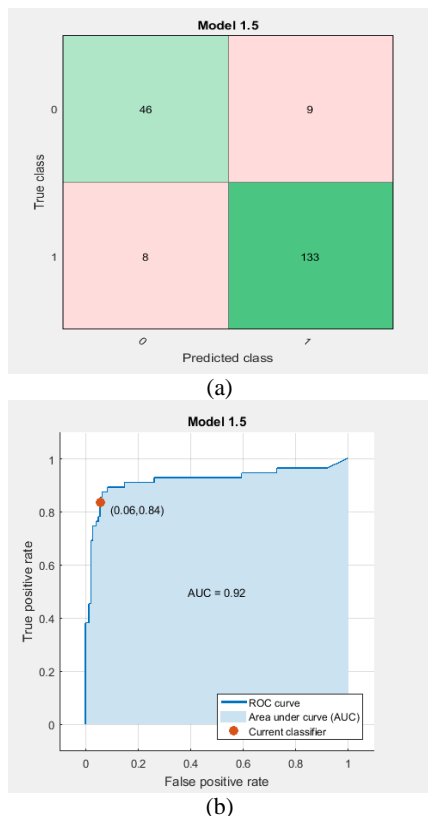 Model 1.5
0
46
9
True class
1
8
133
0
1
Predicted class
(a)
Model 1.5
1
0.8
(0.06,0.84)
True positive rate
0.6
AUC = 0.92
0.4
0.2
ROC curve
Area under curve (AUC)
Current classifier
0
0
0.2
0.4
0.6
0.8
1
False positive rate
(b)